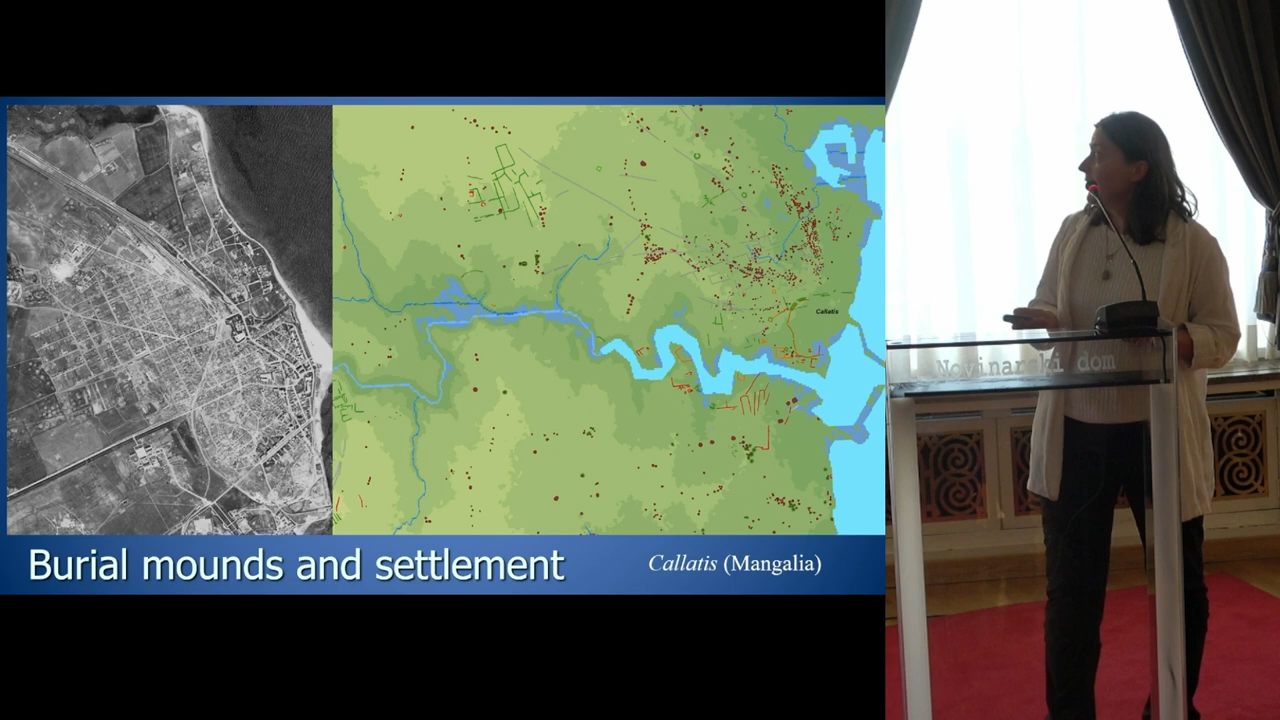 Callatis
Burial mounds and settlement
Callatis (Mangalia)
Novinarski dom